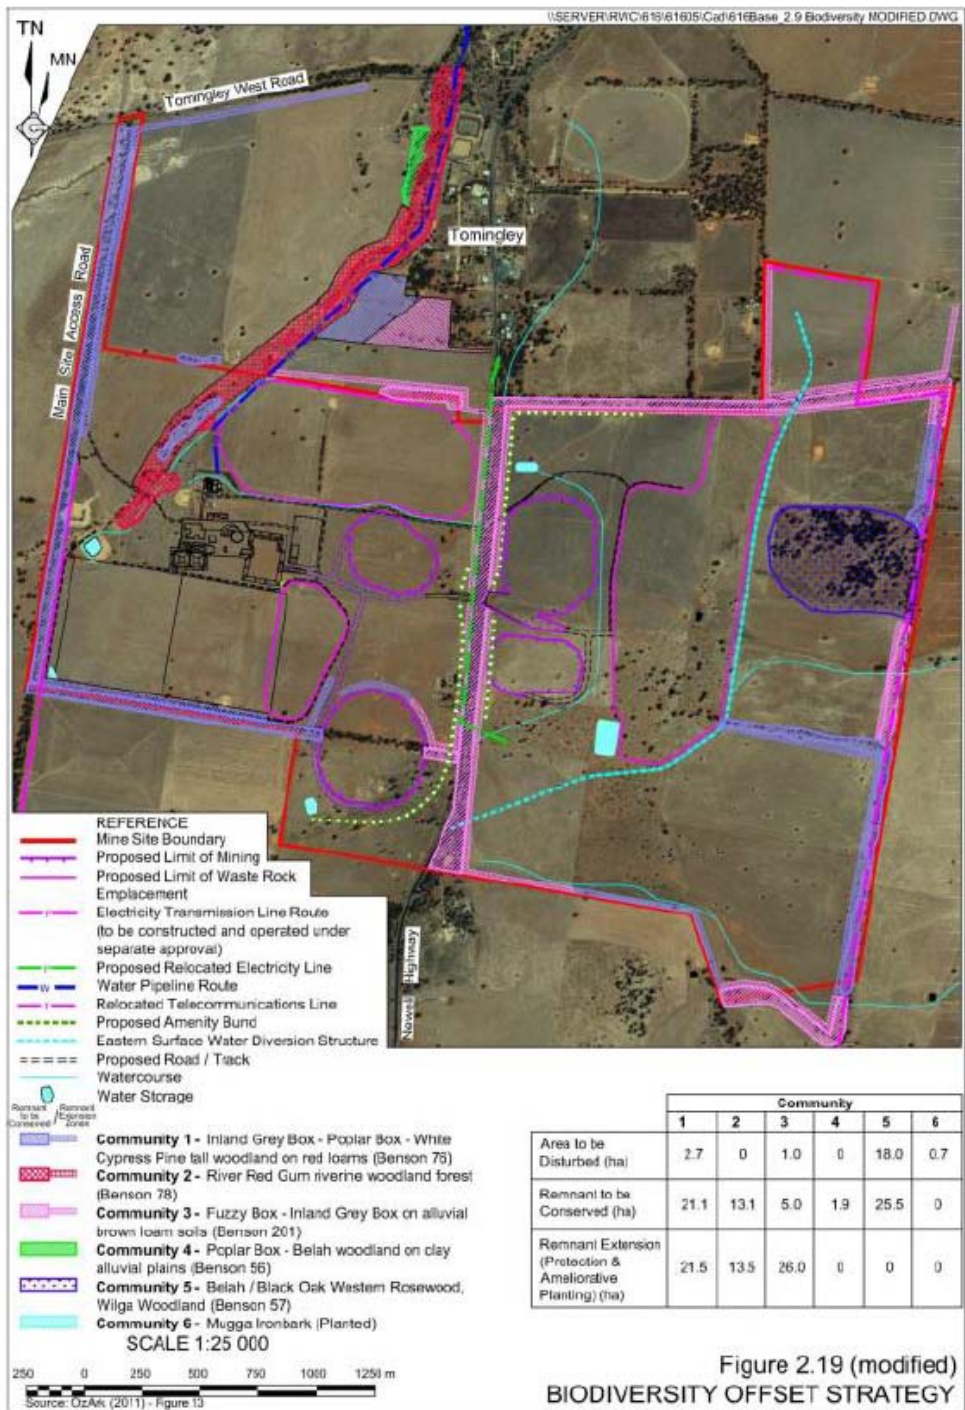 \\SERVER\RWC\616\61605\Cad\616Base_2.9 Biodiversity MODIFIED.DWG
TN
MN
Tomingley West Road
Main Site Access Road
Tomingley
Newell Highway
REFERENCE
Mine Site Boundary
Proposed Limit of Mining
Proposed Limit of Waste Rock
Emplacement
Electricity Transmission Line Route
(to be constructed and operated under
separate approval)
Proposed Relocated Electricity Line
W
Water Pipeline Route
T
Relocated Telecommunications Line
Proposed Amenity Bund
Eastern Surface Water Diversion Structure
Proposed Road / Track
Watercourse
Water Storage
Remnant to be Conserved / Remnant Extension Zones
Community 1 - Inland Grey Box - Poplar Box - White
Cypress Pine tall woodland on red loams (Benson 76)
Community 2 - River Red Gum riverine woodland forest
(Benson 78)
Community 3 - Fuzzy Box - Inland Grey Box on alluvial
brown loam soils (Benson 201)
Community 4 - Poplar Box - Belah woodland on clay
alluvial plains (Benson 56)
Community 5 - Belah / Black Oak Western Rosewood,
Wilga Woodland (Benson 57)
Community 6 - Mugga Ironbark (Planted)
SCALE 1:25 000
250 0 250 500 750 1000 1250 m
Source: OzArk (2011) - Figure 13
Community
1 2 3 4 5 6
Area to be
Disturbed (ha)
2.7 0 1.0 0 18.0 0.7
Remnant to be
Conserved (ha)
21.1 13.1 5.0 1.9 25.5 0
Remnant Extension
(Protection &
Ameliorative
Planting) (ha)
21.5 13.5 26.0 0 0 0
Figure 2.19 (modified)
BIODIVERSITY OFFSET STRATEGY